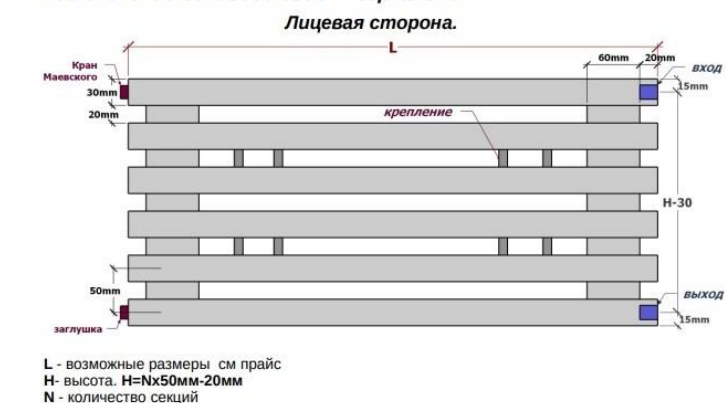 Лицевая сторона.
L
60mm 20mm
вход
Кран
Маевского
30mm
15mm
20mm
крепление
H-30
50mm
выход
15mm
заглушка
L - возможные размеры см прайс
H- высота. H=Nx50мм-20мм
N - количество секций